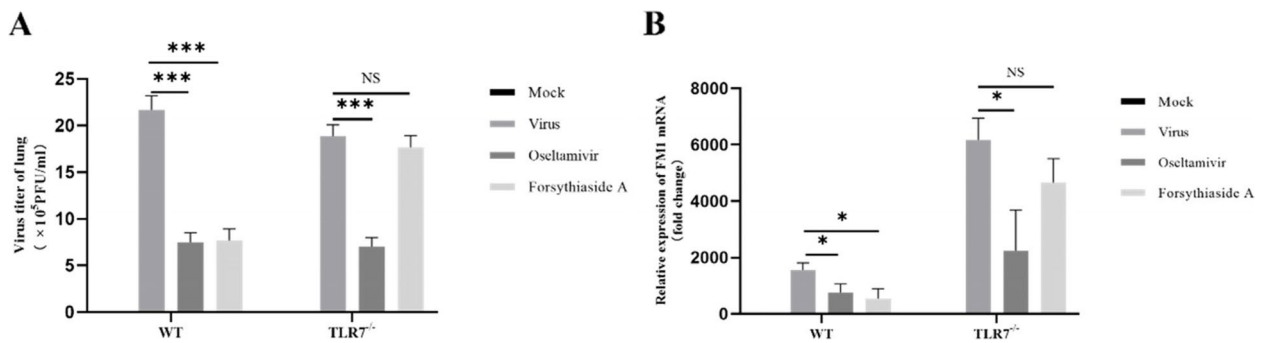 A
Virus titer of lung
( ×10⁵PFU/ml)
25
20
15
10
5
0
***
***
NS
***
WT
TLR7-/-
Mock
Virus
Oseltamivir
Forsythiaside A
B
Relative expression of FM1 mRNA
(fold change)
8000
6000
4000
2000
0
*
*
NS
*
WT
TLR7-/-
Mock
Virus
Oseltamivir
Forsythiaside A